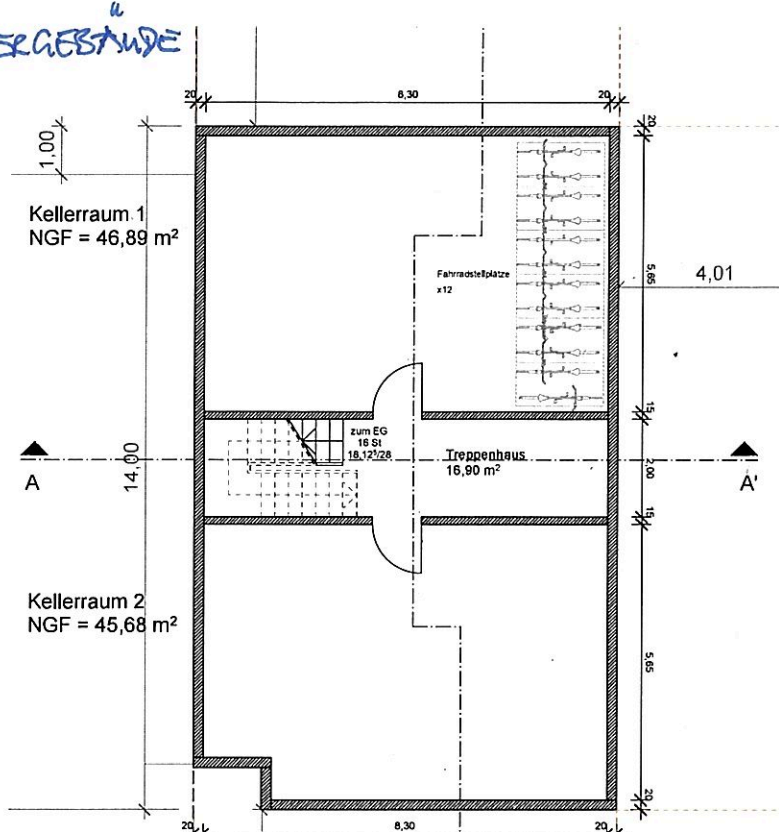 ERGEBÄUDE
20
8,30
20
20
1,00
Kellerraum 1
NGF = 46,89 m²
Fahrradstellplätze
x12
5,65
4,01
15
zum EG
16 St
18,12⁵/28
Treppenhaus
16,90 m²
2,00
A
14,00
A'
15
Kellerraum 2
NGF = 45,68 m²
5,65
20
20
8,30
20